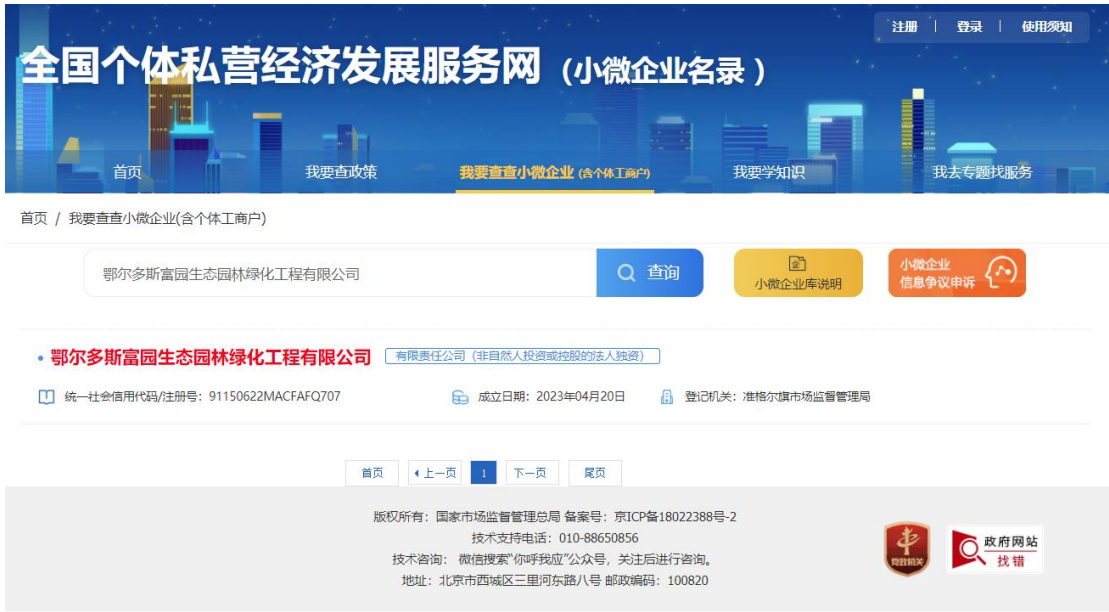 注册 | 登录 | 使用须知
全国个体私营经济发展服务网（小微企业名录）
首页 我要查政策 我要查查小微企业 (含个体工商户) 我要学知识 我去专题找服务
首页 / 我要查查小微企业(含个体工商户)
鄂尔多斯富园生态园林绿化工程有限公司 查询 小微企业库说明
小微企业
信息争议申诉
鄂尔多斯富园生态园林绿化工程有限公司 有限责任公司（非自然人投资或控股的法人独资）
统一社会信用代码/注册号：91150622MACFAFQ707 成立日期：2023年04月20日 登记机关：准格尔旗市场监督管理局
首页 上一页 1 下一页 尾页
版权所有：国家市场监督管理总局 备案号：京ICP备18022388号-2
技术支持电话：010-88650856
技术咨询： 微信搜索“你呼我应”公众号，关注后进行咨询。
地址：北京市西城区三里河东路八号 邮政编码：100820
党政机关
政府网站
找错